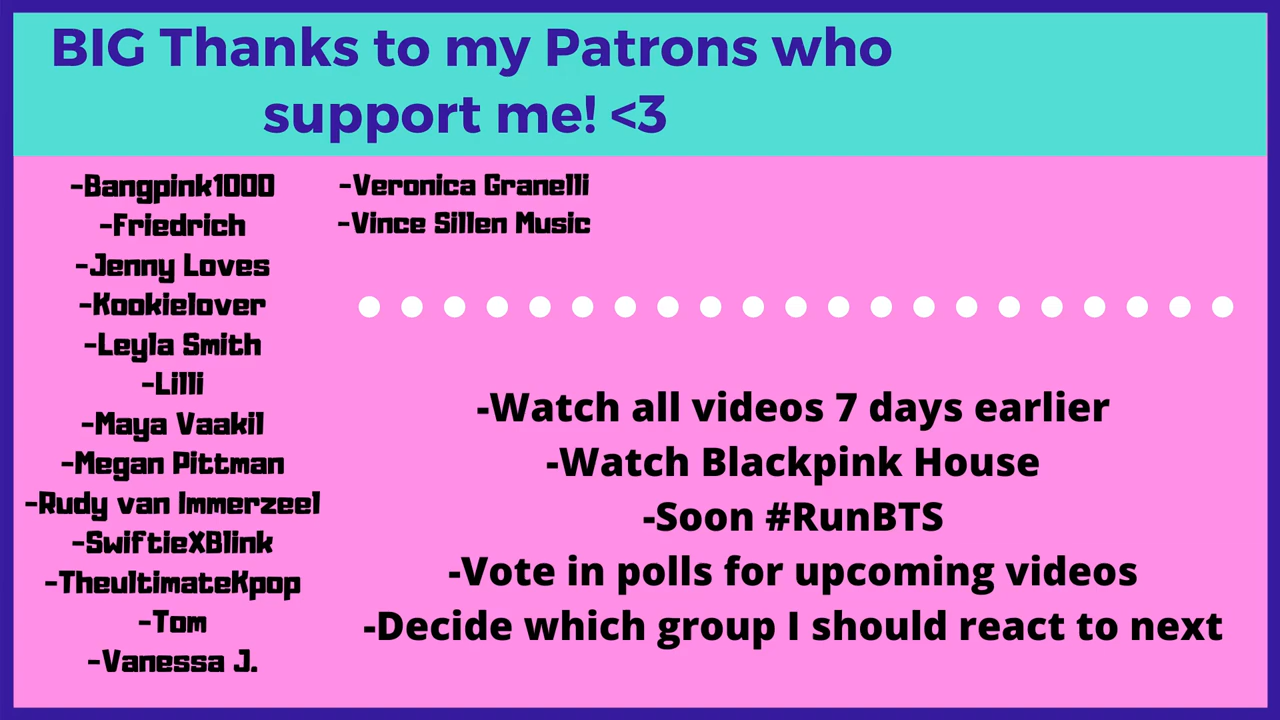 BIG Thanks to my Patrons who
support me! <3
-Bangpink1000
-Friedrich
-Jenny Loves
-Kookielover
-Leyla Smith
-Lilli
-Maya Vaakil
-Megan Pittman
-Rudy van Immerzeel
-SwiftieXBlink
-TheultimateKpop
-Tom
-Vanessa J.
-Veronica Granelli
-Vince Sillen Music
-Watch all videos 7 days earlier
-Watch Blackpink House
-Soon #RunBTS
-Vote in polls for upcoming videos
-Decide which group I should react to next